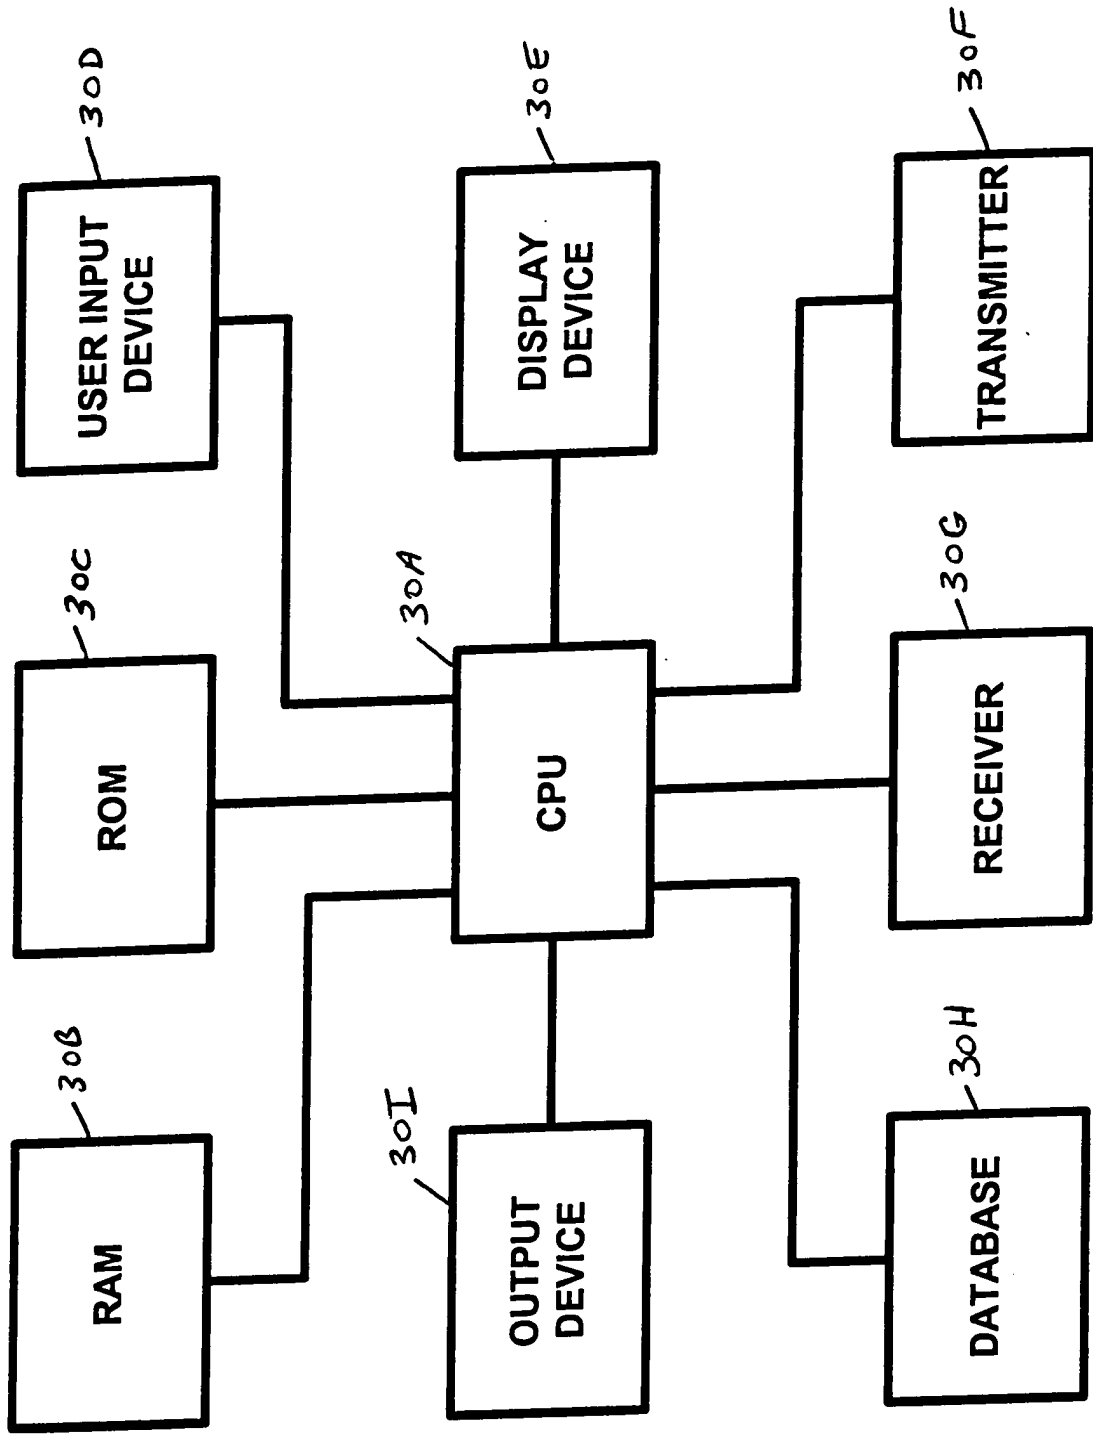 30B
RAM
30C
ROM
30D
USER INPUT
DEVICE
30I
OUTPUT
DEVICE
30A
CPU
30E
DISPLAY
DEVICE
30H
DATABASE
30G
RECEIVER
30F
TRANSMITTER